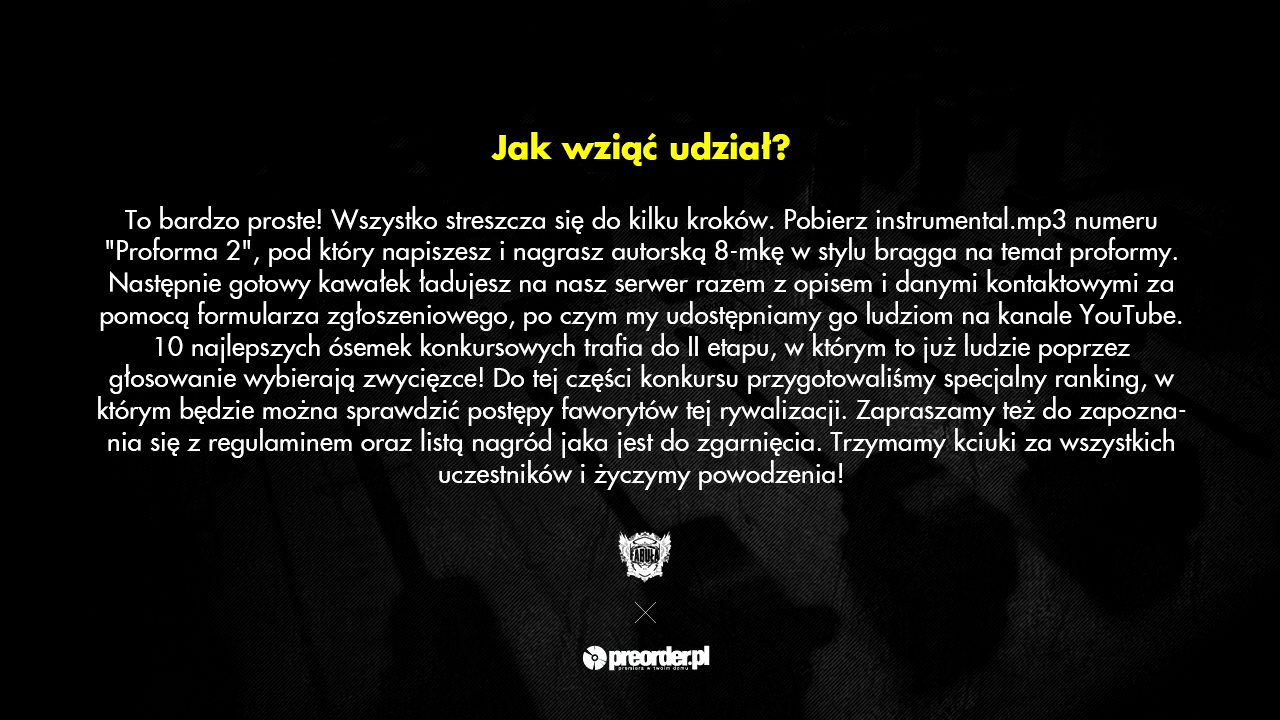 Jak wziąć udział?
To bardzo proste! Wszystko streszcza się do kilku kroków. Pobierz instrumental.mp3 numeru
"Proforma 2", pod który napiszesz i nagrasz autorską 8-mkę w stylu bragga na temat proformy.
Następnie gotowy kawałek ładujesz na nasz serwer razem z opisem i danymi kontaktowymi za
pomocą formularza zgłoszeniowego, po czym my udostępniamy go ludziom na kanale YouTube.
10 najlepszych ósemek konkursowych trafia do II etapu, w którym to już ludzie poprzez
głosowanie wybierają zwycięzce! Do tej części konkursu przygotowaliśmy specjalny ranking, w
którym będzie można sprawdzić postępy faworytów tej rywalizacji. Zapraszamy też do zapozna-
nia się z regulaminem oraz listą nagród jaka jest do zgarnięcia. Trzymamy kciuki za wszystkich
uczestników i życzymy powodzenia!
FABUŁA
preorder.pl
premiera w twoim domu